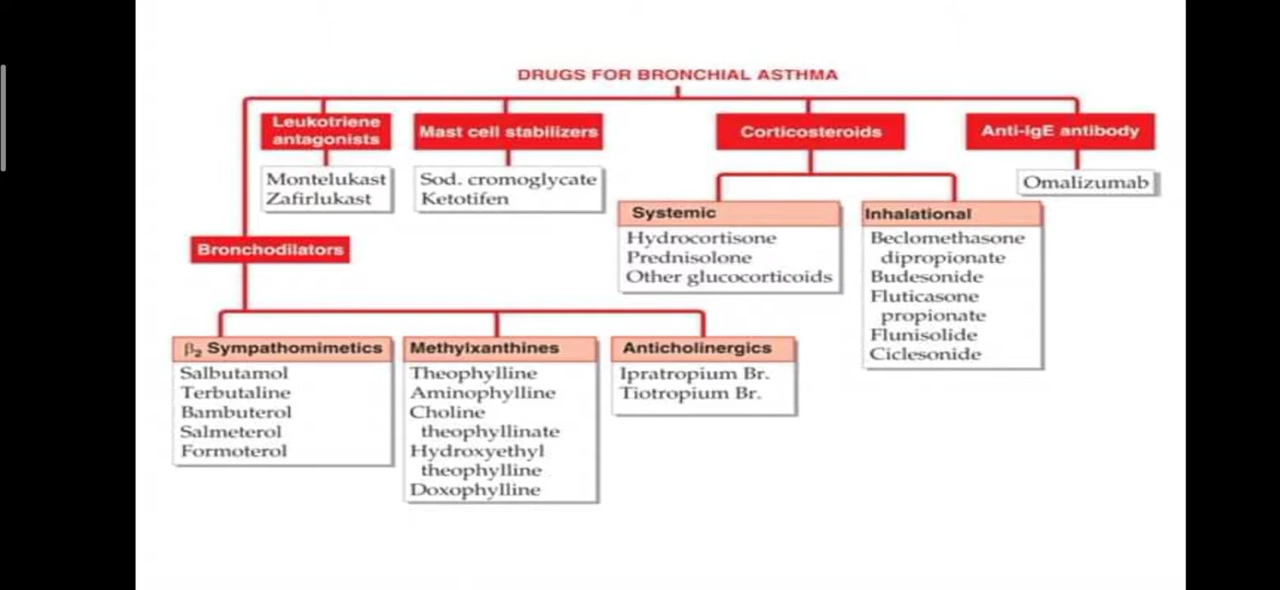 DRUGS FOR BRONCHIAL ASTHMA
Leukotriene
antagonists
Montelukast
Zafirlukast
Mast cell stabilizers
Sod. cromoglycate
Ketotifen
Corticosteroids
Systemic
Hydrocortisone
Prednisolone
Other glucocorticoids
Inhalational
Beclomethasone
dipropionate
Budesonide
Fluticasone
propionate
Flunisolide
Ciclesonide
Anti-IgE antibody
Omalizumab
Bronchodilators
β₂ Sympathomimetics
Salbutamol
Terbutaline
Bambuterol
Salmeterol
Formoterol
Methylxanthines
Theophylline
Aminophylline
Choline
theophyllinate
Hydroxyethyl
theophylline
Doxophylline
Anticholinergics
Ipratropium Br.
Tiotropium Br.